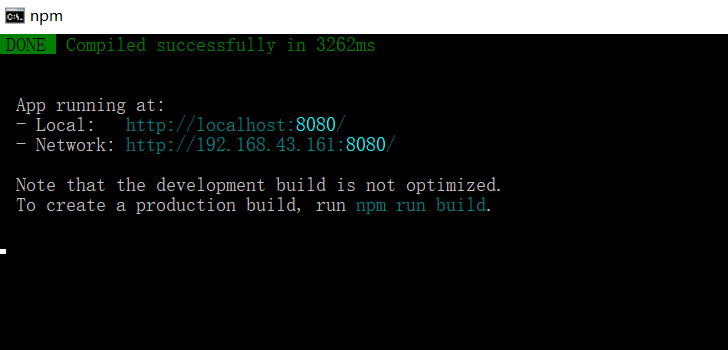 npm
DONE Compiled successfully in 3262ms
App running at:
- Local: http://localhost:8080/
- Network: http://192.168.43.161:8080/
Note that the development build is not optimized.
To create a production build, run npm run build.